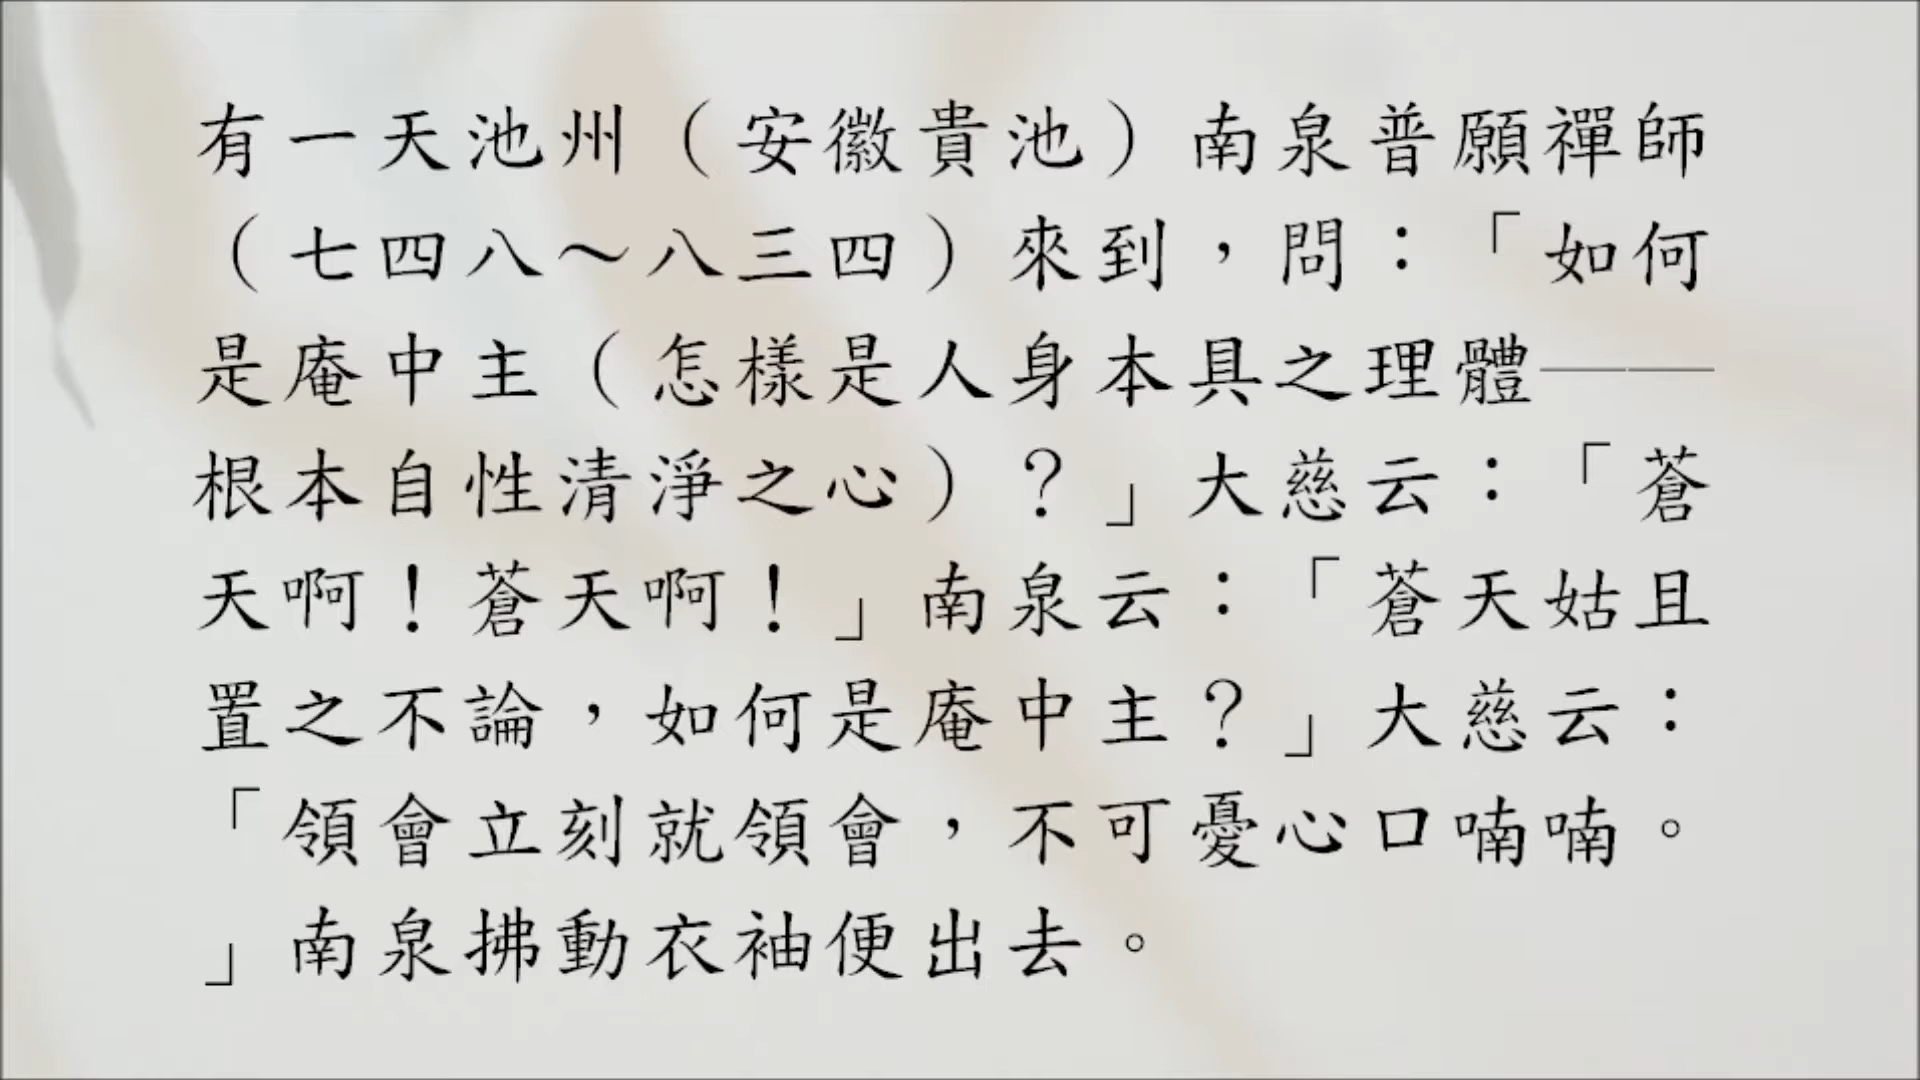 有一天池州（安徽貴池）南泉普願禪師
（七四八～八三四）來到，問：「如何
是庵中主（怎樣是人身本具之理體——
根本自性清淨之心）？」大慈云：「蒼
天啊！蒼天啊！」南泉云：「蒼天姑且
置之不論，如何是庵中主？」大慈云：
「領會立刻就領會，不可憂心口喃喃。
」南泉拂動衣袖便出去。